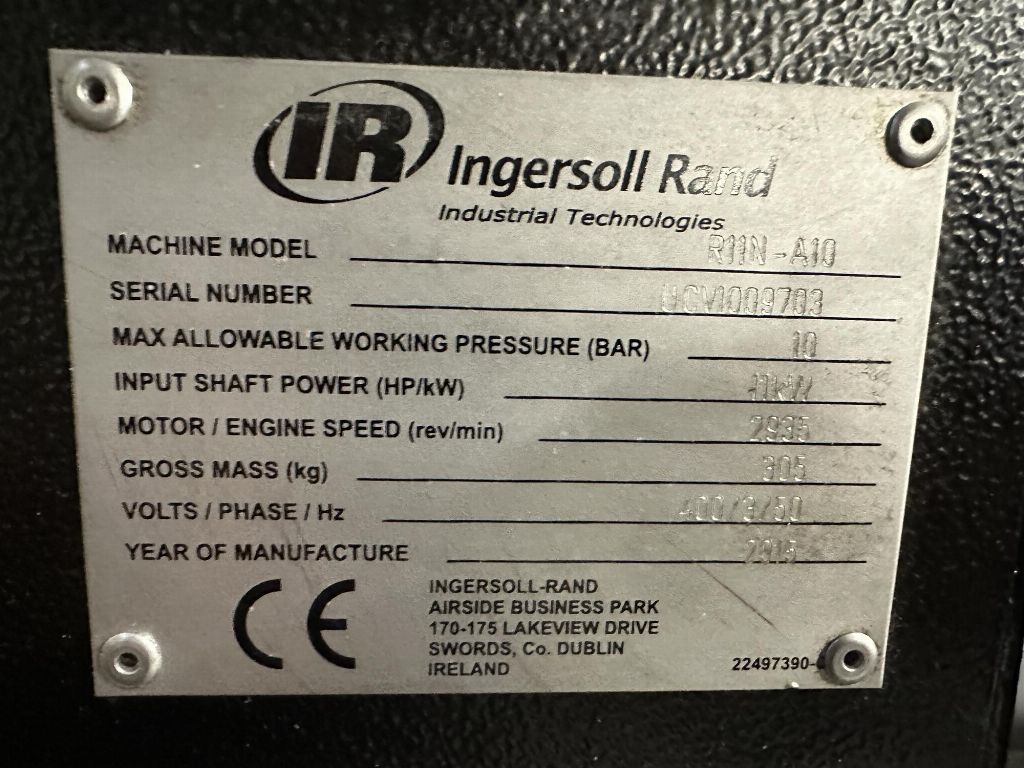 IR Ingersoll Rand
Industrial Technologies
MACHINE MODEL R11N-A10
SERIAL NUMBER UCV1009703
MAX ALLOWABLE WORKING PRESSURE (BAR) 10
INPUT SHAFT POWER (HP/kW) 11kW
MOTOR / ENGINE SPEED (rev/min) 2935
GROSS MASS (kg) 305
VOLTS / PHASE / Hz 400/3/50
YEAR OF MANUFACTURE
CE
INGERSOLL-RAND
AIRSIDE BUSINESS PARK
170-175 LAKEVIEW DRIVE
SWORDS, Co. DUBLIN
IRELAND
22497390-